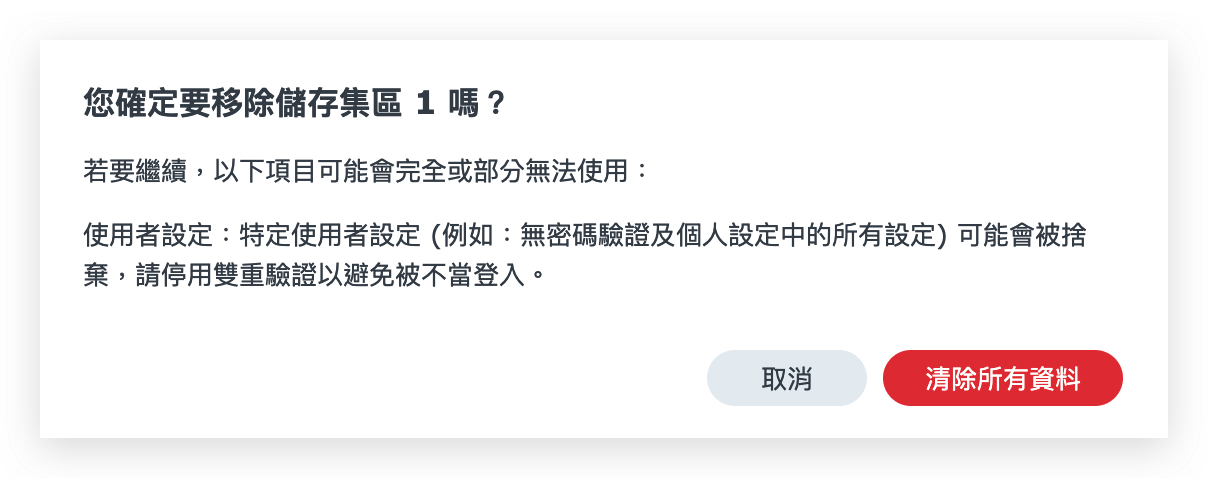 您確定要移除儲存集區 1 嗎？
若要繼續，以下項目可能會完全或部分無法使用：
使用者設定：特定使用者設定 (例如：無密碼驗證及個人設定中的所有設定) 可能會被捨
棄，請停用雙重驗證以避免被不當登入。
取消
清除所有資料